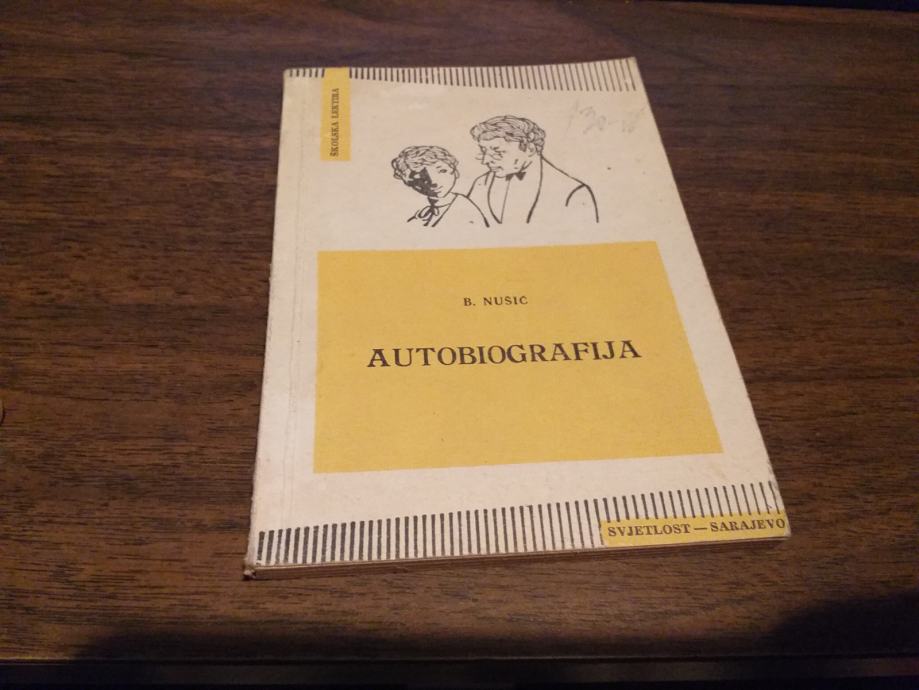 ŠKOLSKA LEKTIRA
B. NUŠIĆ
AUTOBIOGRAFIJA
SVJETLOST — SARAJEVO